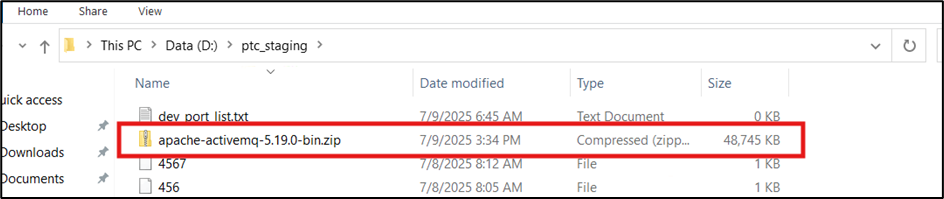 Home Share View
This PC > Data (D:) > ptc_staging >
Name Date modified Type Size
uick access
dev_port_list.txt 7/9/2025 6:45 AM Text Document 0 KB
Desktop
apache-activemq-5.19.0-bin.zip 7/9/2025 3:34 PM Compressed (zipp... 48,745 KB
Downloads
4567 7/8/2025 8:12 AM File 1 KB
Documents
456 7/8/2025 8:05 AM File 1 KB